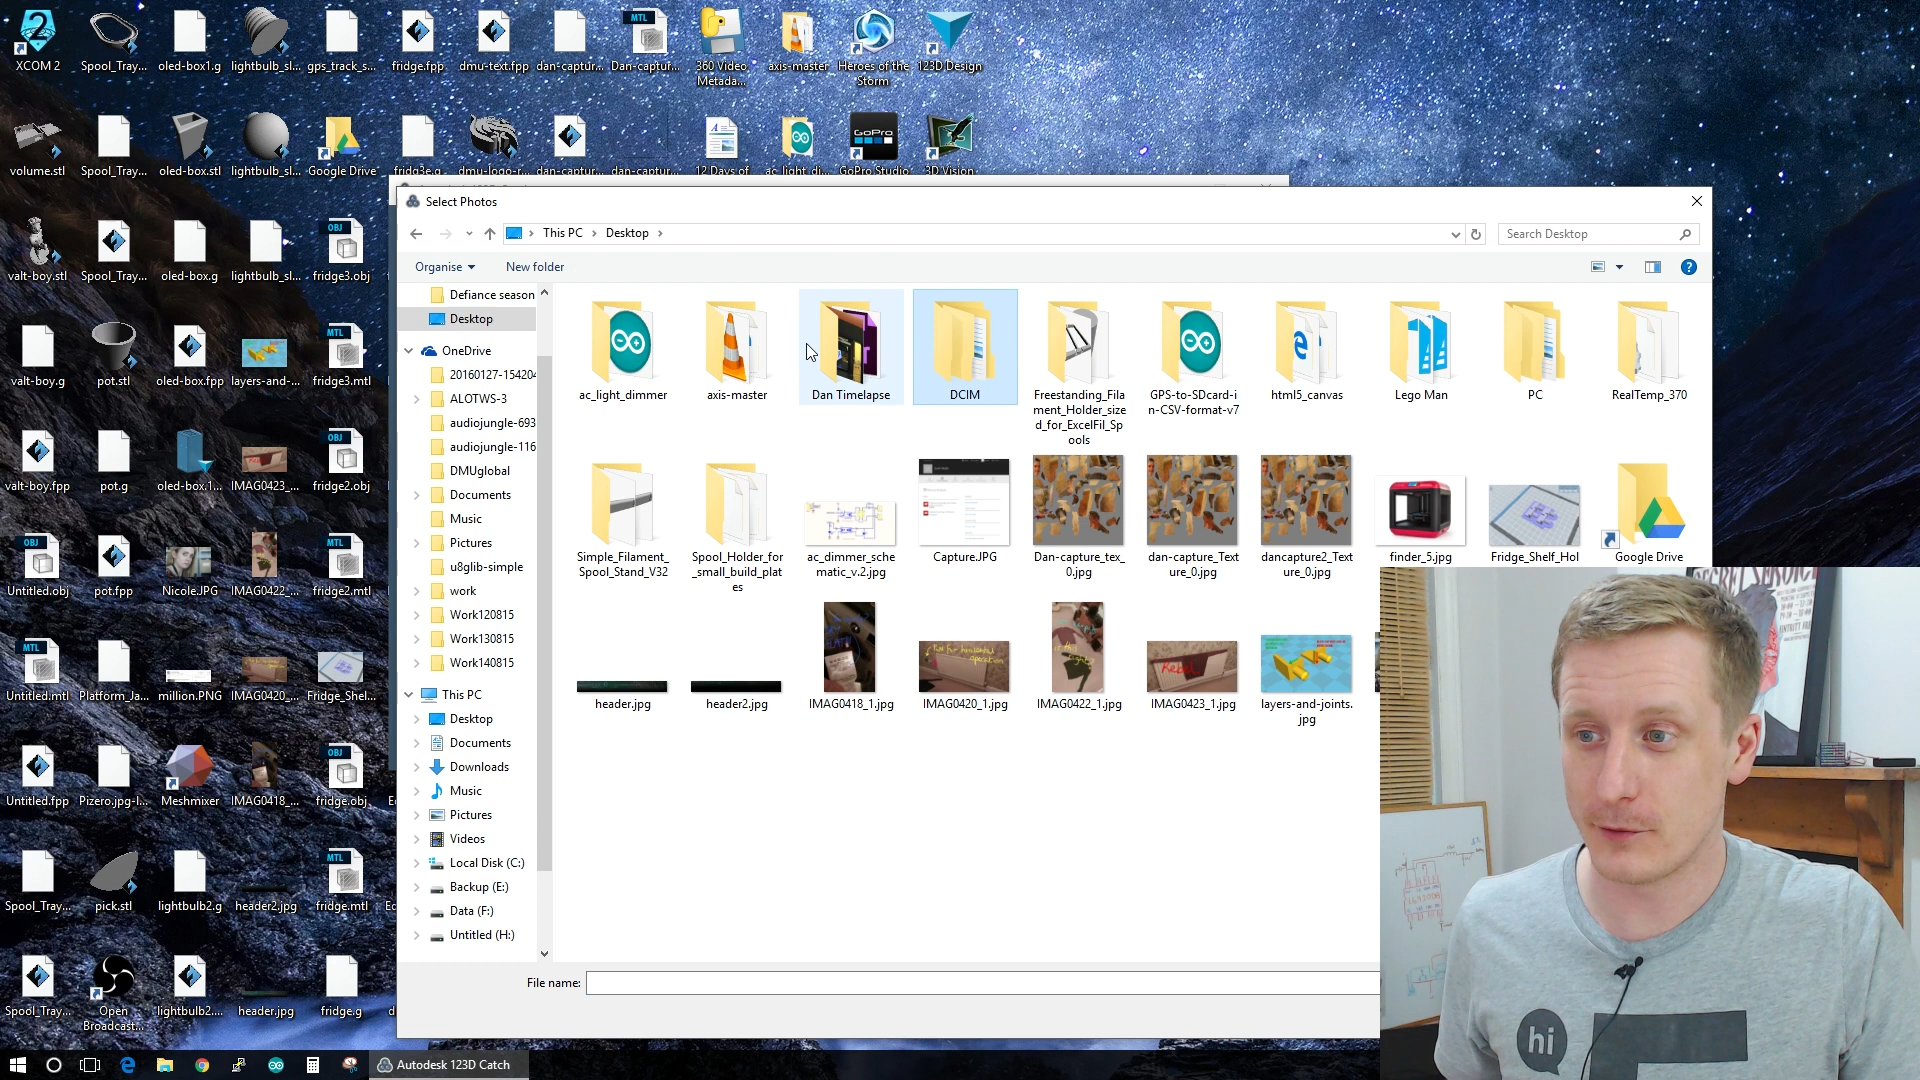 XCOM 2
Spool_Tray...
oled-box1.g
lightbulb_sl...
gps_track_s...
fridge.fpp
dmu-text.fpp
dan-captur...
Dan-captur...
360 Video
Metada...
axis-master
Heroes of the
Storm
123D Design
volume.stl
Spool_Tray...
oled-box.stl
lightbulb_sl...
Google Drive
fridg3e.g
dmu-logo-r...
dan-captur...
dan-captur...
12 Days of
ac_light_di...
GoPro Studio
3D Vision
valt-boy.stl
Spool_Tray...
oled-box.g
lightbulb_sl...
fridge3.obj
valt-boy.g
pot.stl
oled-box.fpp
layers-and-...
fridge3.mtl
valt-boy.fpp
pot.g
oled-box.1...
IMAG0423_...
fridge2.obj
Untitled.obj
pot.fpp
Nicole.JPG
IMAG0422_...
fridge2.mtl
Untitled.mtl
Platform_Ja...
million.PNG
IMAG0420_...
Fridge_Shel...
Untitled.fpp
Pizero.jpg-l...
Meshmixer
IMAG0418_...
fridge.obj
Spool_Tray...
pick.stl
lightbulb2.g
header2.jpg
fridge.mtl
Spool_Tray...
Open
Broadcast...
lightbulb2....
header.jpg
fridge.g
Select Photos
This PC
Desktop
Search Desktop
Organise
New folder
Defiance season
Desktop
OneDrive
20160127-154204
ALOTWS-3
audiojungle-693
audiojungle-116
DMUglobal
Documents
Music
Pictures
u8glib-simple
work
Work120815
Work130815
Work140815
This PC
Desktop
Documents
Downloads
Music
Pictures
Videos
Local Disk (C:)
Backup (E:)
Data (F:)
Untitled (H:)
ac_light_dimmer
axis-master
Dan Timelapse
DCIM
Freestanding_Fila
ment_Holder_size
d_for_ExcelFil_Sp
ools
GPS-to-SDcard-i
n-CSV-format-v7
html5_canvas
Lego Man
PC
RealTemp_370
Simple_Filament_
Spool_Stand_V32
Spool_Holder_for
_small_build_plat
es
ac_dimmer_sche
matic_v.2.jpg
Capture.JPG
Dan-capture_tex_
0.jpg
dan-capture_Text
ure_0.jpg
dancapture2_Text
ure_0.jpg
finder_5.jpg
Fridge_Shelf_Hol
Google Drive
header.jpg
header2.jpg
IMAG0418_1.jpg
IMAG0420_1.jpg
IMAG0422_1.jpg
IMAG0423_1.jpg
layers-and-joints.
jpg
File name:
Autodesk 123D Catch
hi